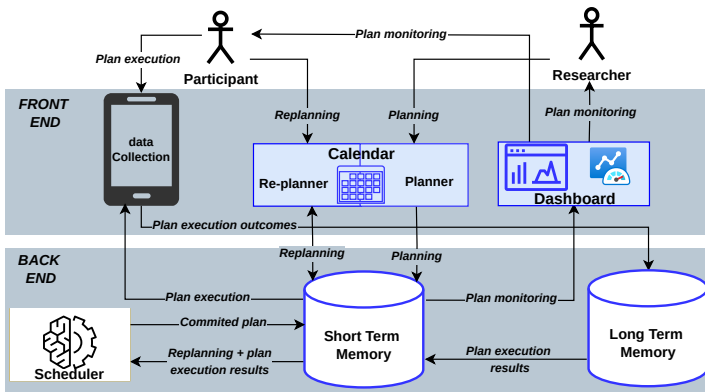 Plan monitoring
Plan execution
Participant
Researcher
FRONT
END
Replanning
Planning
Plan monitoring
data
Collection
Calendar
Re-planner
Planner
Dashboard
Plan execution outcomes
BACK
END
Replanning
Planning
Plan execution
Plan monitoring
Commited plan
Short Term
Memory
Long Term
Memory
Scheduler
Replanning + plan
execution results
Plan execution
results